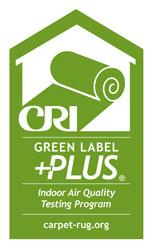 CRI
GREEN LABEL
+PLUS®
Indoor Air Quality
Testing Program
carpet-rug.org